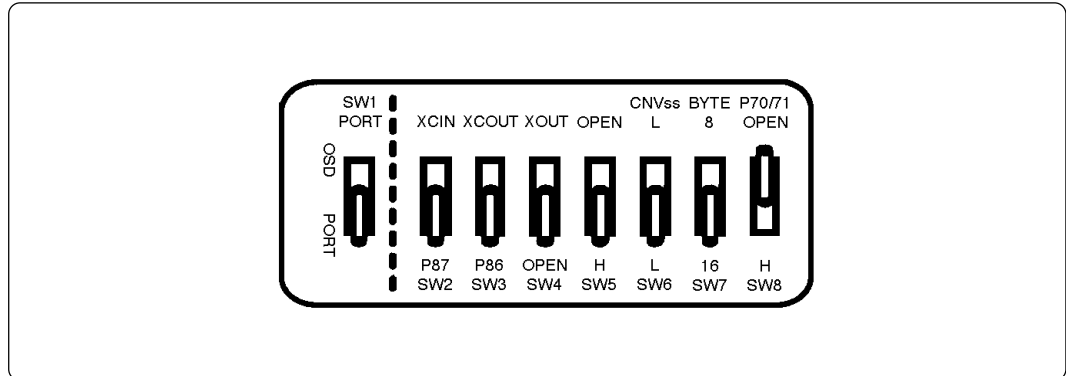 SW1 CNVss BYTE P70/71
PORT XCIN XCOUT XOUT OPEN L 8 OPEN
OSD
PORT
P87 P86 OPEN H L 16 H
SW2 SW3 SW4 SW5 SW6 SW7 SW8